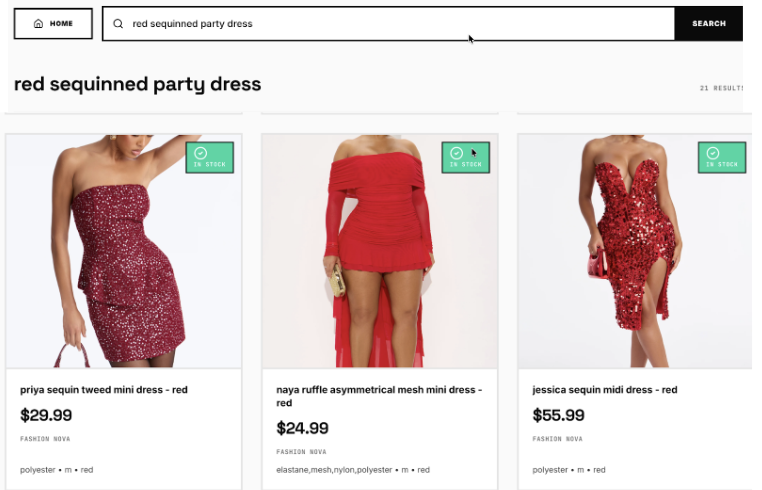 HOME
red sequinned party dress
SEARCH
red sequinned party dress
21 RESULTS
IN STOCK
IN STOCK
IN STOCK
priya sequin tweed mini dress - red
$29.99
FASHION NOVA
polyester • m • red
naya ruffle asymmetrical mesh mini dress -
red
$24.99
FASHION NOVA
elastane,mesh,nylon,polyester • m • red
jessica sequin midi dress - red
$55.99
FASHION NOVA
polyester • m • red